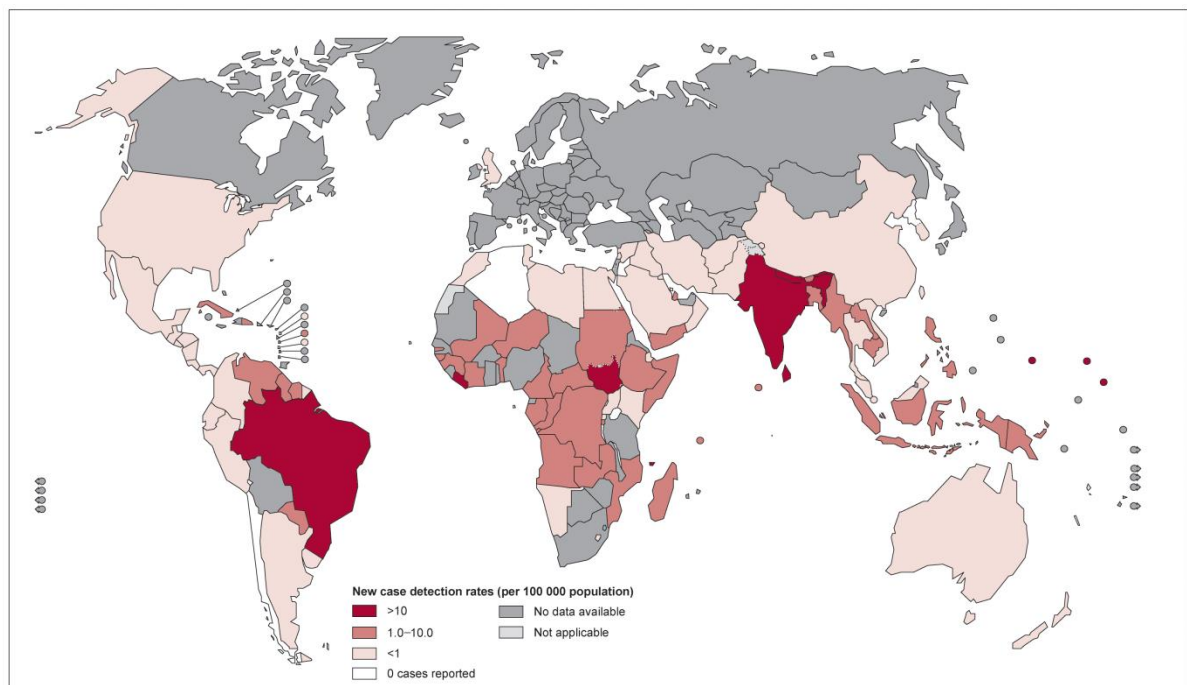 New case detection rates (per 100 000 population)
>10
1.0–10.0
<1
0 cases reported
No data available
Not applicable